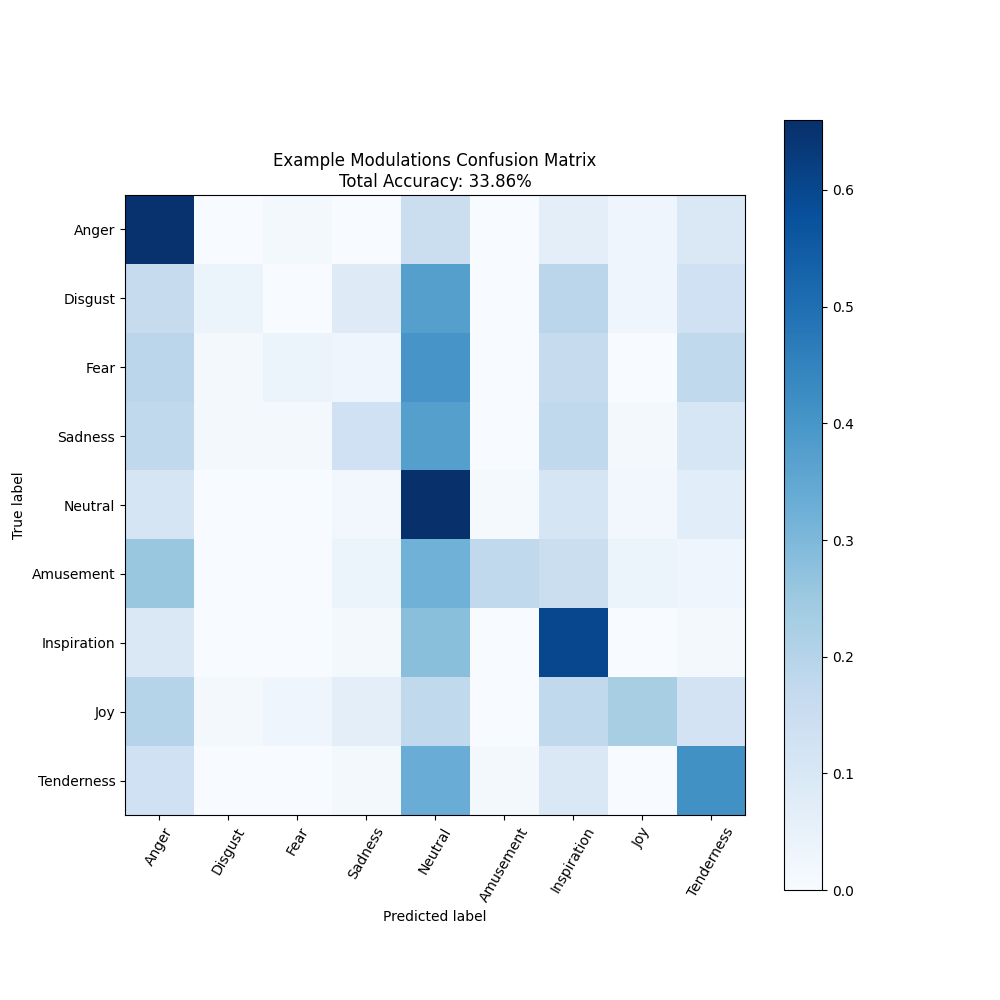 Example Modulations Confusion Matrix
Total Accuracy: 33.86%
True label
Anger
Disgust
Fear
Sadness
Neutral
Amusement
Inspiration
Joy
Tenderness
Anger
Disgust
Fear
Sadness
Neutral
Amusement
Inspiration
Joy
Tenderness
Predicted label
0.6
0.5
0.4
0.3
0.2
0.1
0.0